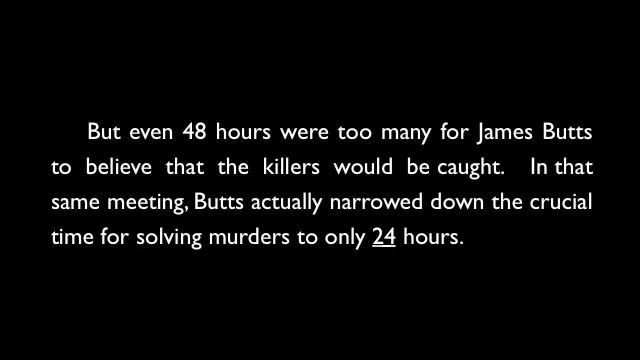 But even 48 hours were too many for James Butts
to believe that the killers would be caught. In that
same meeting, Butts actually narrowed down the crucial
time for solving murders to only 24 hours.